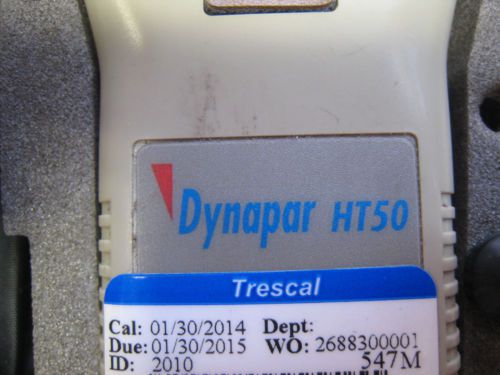 Dynapar HT50
Trescal
Cal: 01/30/2014 Dept:
Due: 01/30/2015 WO: 2688300001
ID: 2010 547M